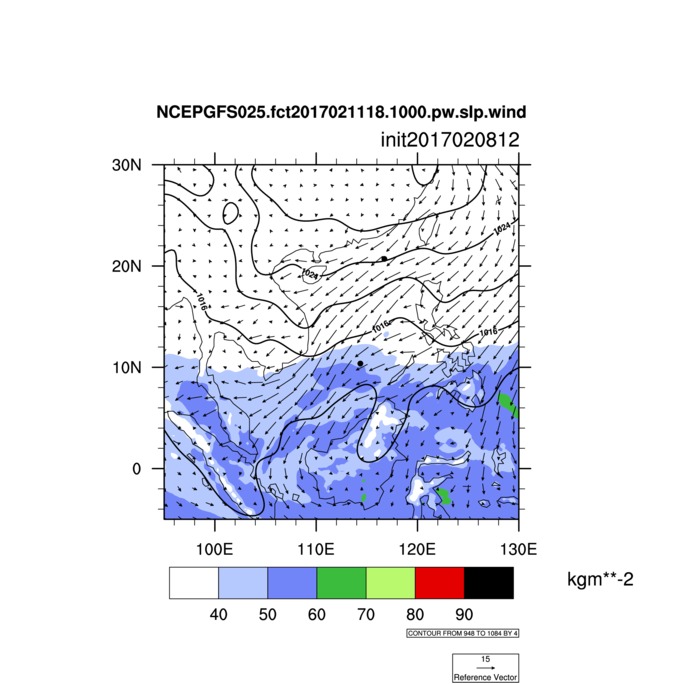 NCEPGFS025.fct2017021118.1000.pw.slp.wind
init2017020812
30N
1024
20N
1024
1016
1016
1016
10N
0
100E 110E 120E 130E
kgm**-2
40 50 60 70 80 90
CONTOUR FROM 948 TO 1084 BY 4
15
Reference Vector